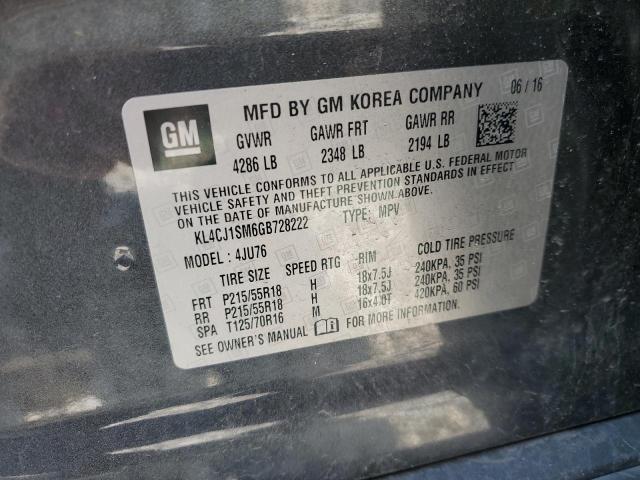 GM
MFD BY GM KOREA COMPANY 06 / 16
GVWR GAWR FRT GAWR RR
4286 LB 2348 LB 2194 LB
THIS VEHICLE CONFORMS TO ALL APPLICABLE U.S. FEDERAL MOTOR
VEHICLE SAFETY AND THEFT PREVENTION STANDARDS IN EFFECT
ON DATE OF MANUFACTURE SHOWN ABOVE.
KL4CJ1SM6GB728222 TYPE: MPV
MODEL : 4JU76
TIRE SIZE SPEED RTG RIM COLD TIRE PRESSURE
FRT P215/55R18 H 18x7.5J 240KPA, 35 PSI
RR P215/55R18 H 18x7.5J 240KPA, 35 PSI
SPA T125/70R16 M 16x4.0T 420KPA, 60 PSI
SEE OWNER'S MANUAL FOR MORE INFORMATION.